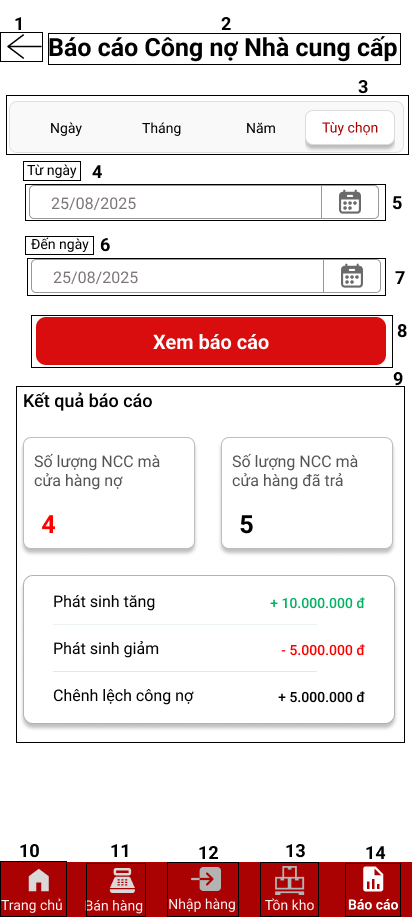 1
2
Báo cáo Công nợ Nhà cung cấp
3
Ngày Tháng Năm Tùy chọn
Từ ngày 4
25/08/2025 5
Đến ngày 6
25/08/2025 7
Xem báo cáo 8
9
Kết quả báo cáo
Số lượng NCC mà
cửa hàng nợ
4
Số lượng NCC mà
cửa hàng đã trả
5
Phát sinh tăng + 10.000.000 đ
Phát sinh giảm - 5.000.000 đ
Chênh lệch công nợ + 5.000.000 đ
10 11 12 13 14
Trang chủ Bán hàng Nhập hàng Tồn kho Báo cáo